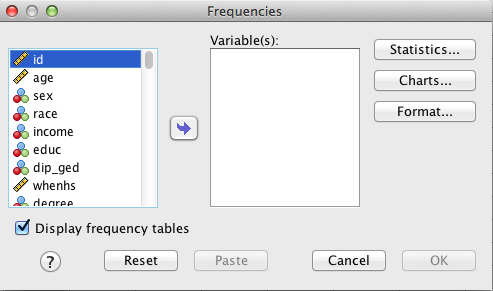 Frequencies
Variable(s):
id
age
sex
race
income
educ
dip_ged
whenhs
degree
Statistics...
Charts...
Format...
Display frequency tables
?
Reset
Paste
Cancel
OK